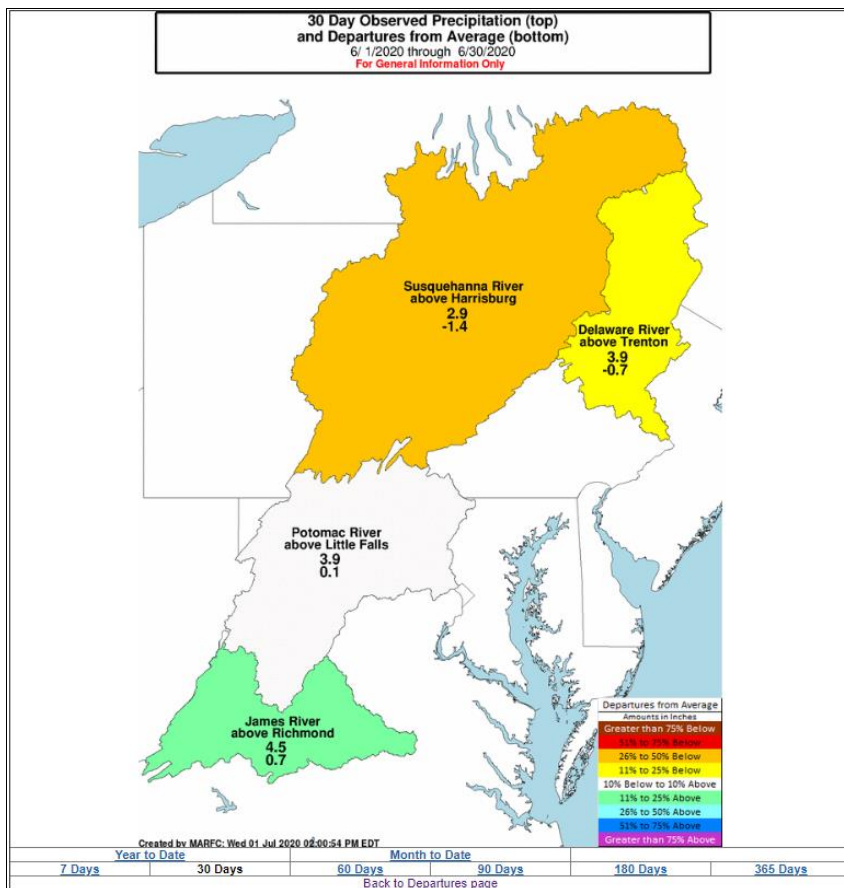 30 Day Observed Precipitation (top)
and Departures from Average (bottom)
6/ 1/2020 through 6/30/2020
For General Information Only
Susquehanna River
above Harrisburg
2.9
-1.4
Delaware River
above Trenton
3.9
-0.7
Potomac River
above Little Falls
3.9
0.1
James River
above Richmond
4.5
0.7
Departures from Average
Amounts in Inches
Greater than 75% Below
51% to 75% Below
26% to 50% Below
11% to 25% Below
10% Below to 10% Above
11% to 25% Above
26% to 50% Above
51% to 75% Above
Greater than 75% Above
Created by MARFC: Wed 01 Jul 2020 02:00:54 PM EDT
Year to Date Month to Date
7 Days 30 Days 60 Days 90 Days 180 Days 365 Days
Back to Departures page